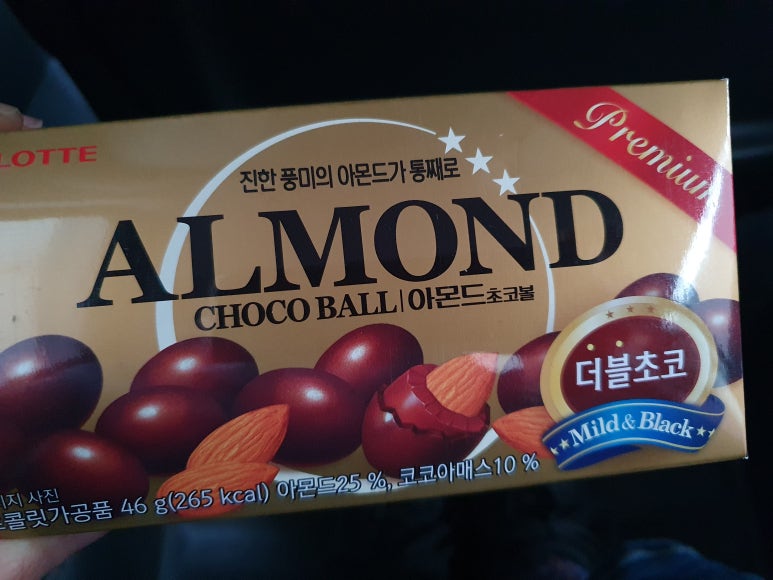 LOTTE
Premium
진한 풍미의 아몬드가 통째로
ALMOND
CHOCO BALL | 아몬드초코볼
더블초코
Mild & Black
사진
46 g(265 kcal) 아몬드25 %, 코코아매스10 %